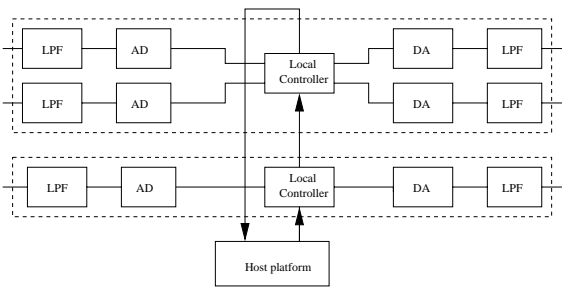 LPF
AD
Local
Controller
DA
LPF
LPF
AD
DA
LPF
LPF
AD
Local
Controller
DA
LPF
Host platform